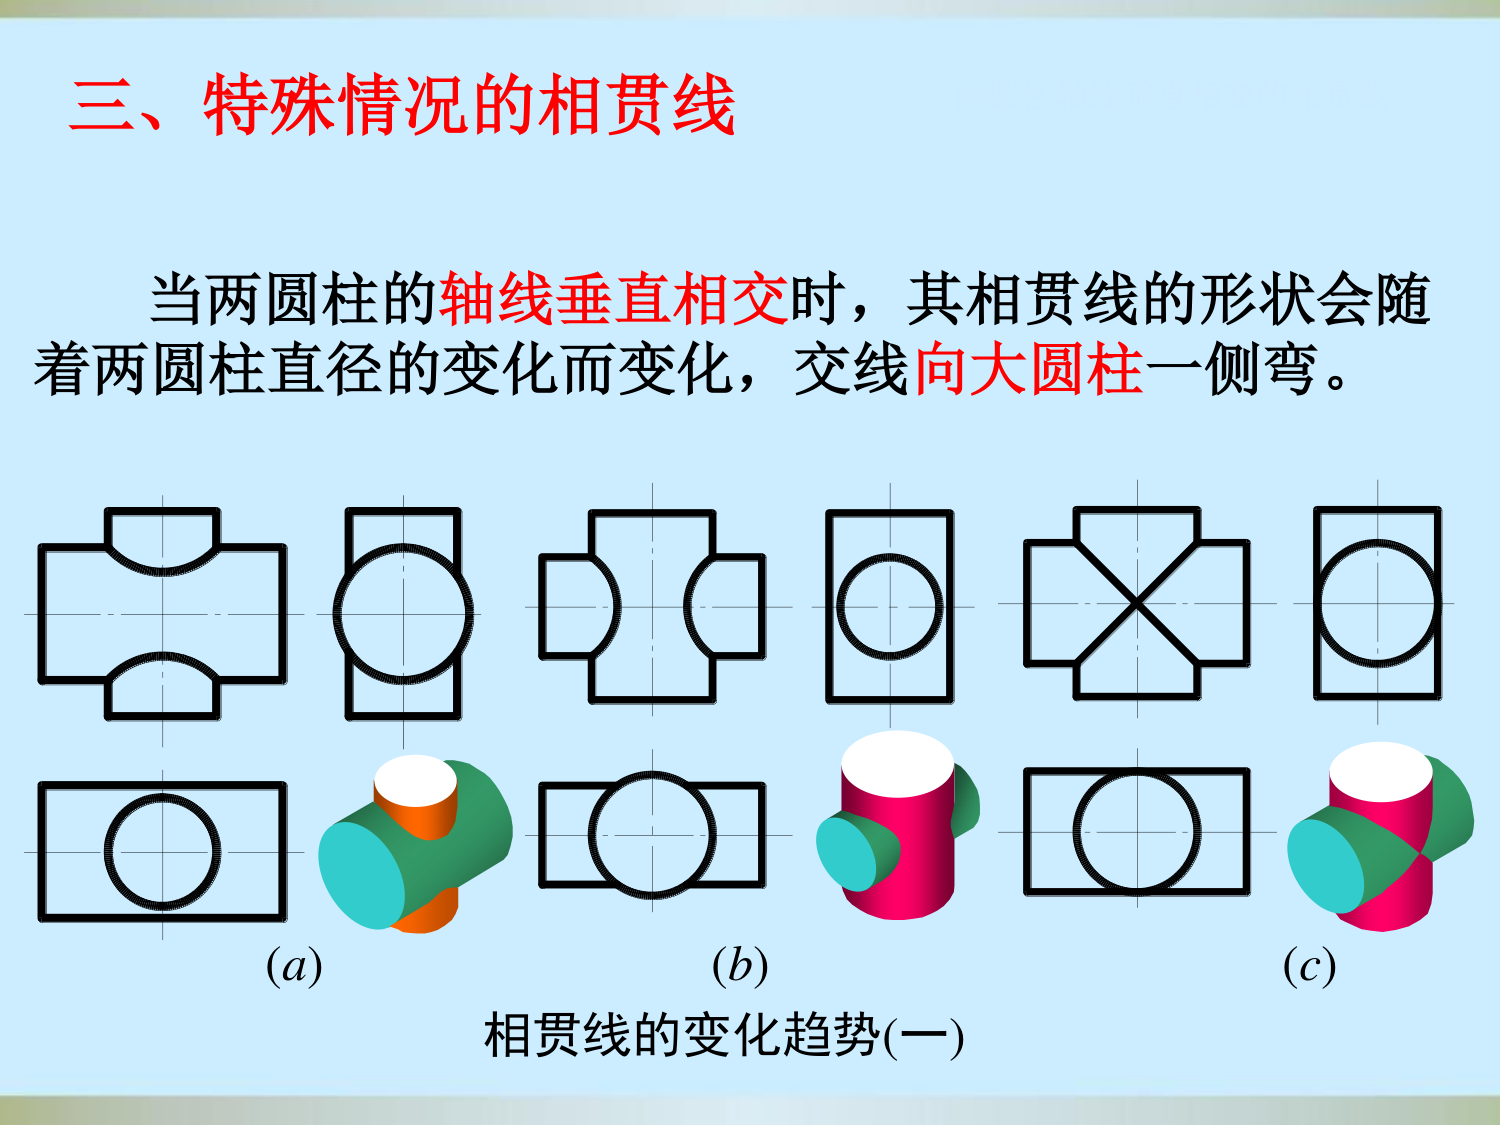 三、特殊情况的相贯线
当两圆柱的轴线垂直相交时，其相贯线的形状会随
着两圆柱直径的变化而变化，交线向大圆柱一侧弯。
(a) (b) (c)
相贯线的变化趋势(一)